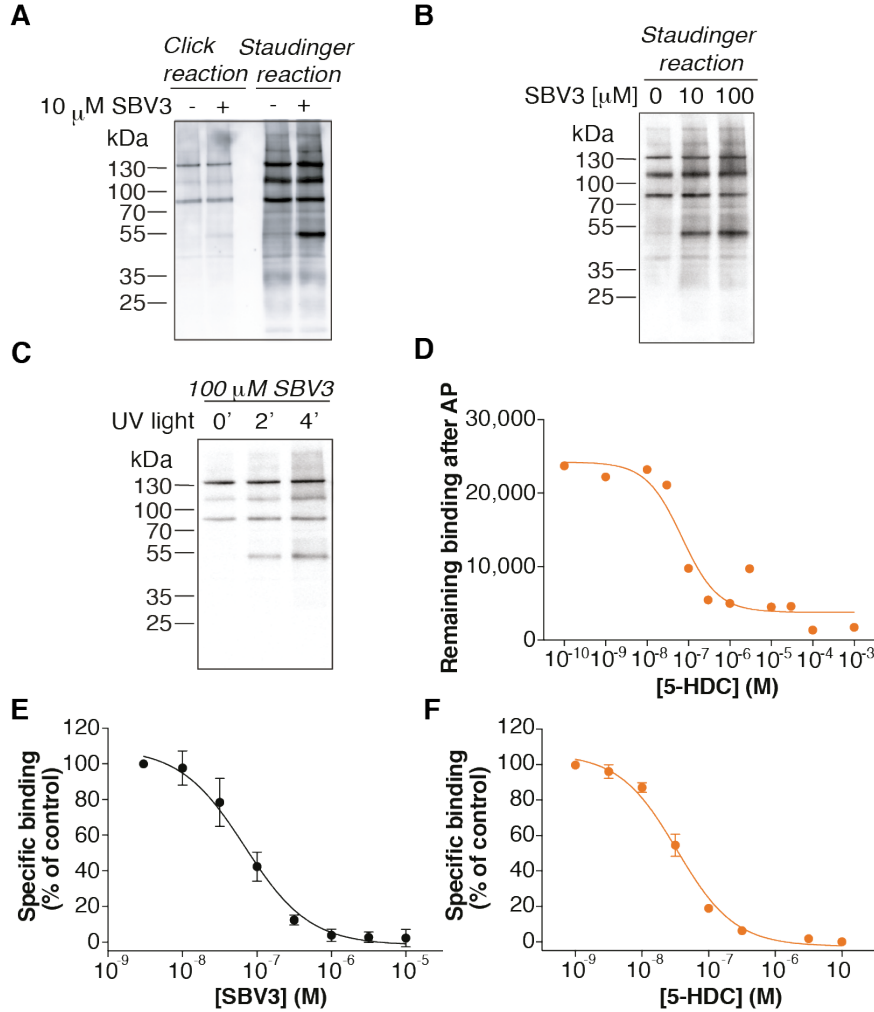 A
Click Staudinger
reaction reaction
10 μM SBV3 - + - +
kDa
130
100
70
55
35
25
B
Staudinger
reaction
SBV3 [μM] 0 10 100
kDa
130
100
70
55
35
25
C
100 μM SBV3
UV light 0' 2' 4'
kDa
130
100
70
55
35
25
D
Remaining binding after AP
30,000
20,000
10,000
0
10-10 10-9 10-8 10-7 10-6 10-5 10-4 10-3
[5-HDC] (M)
E
Specific binding
(% of control)
120
100
80
60
40
20
0
10-9 10-8 10-7 10-6 10-5
[SBV3] (M)
F
Specific binding
(% of control)
120
100
80
60
40
20
0
10-9 10-8 10-7 10-6 10
[5-HDC] (M)